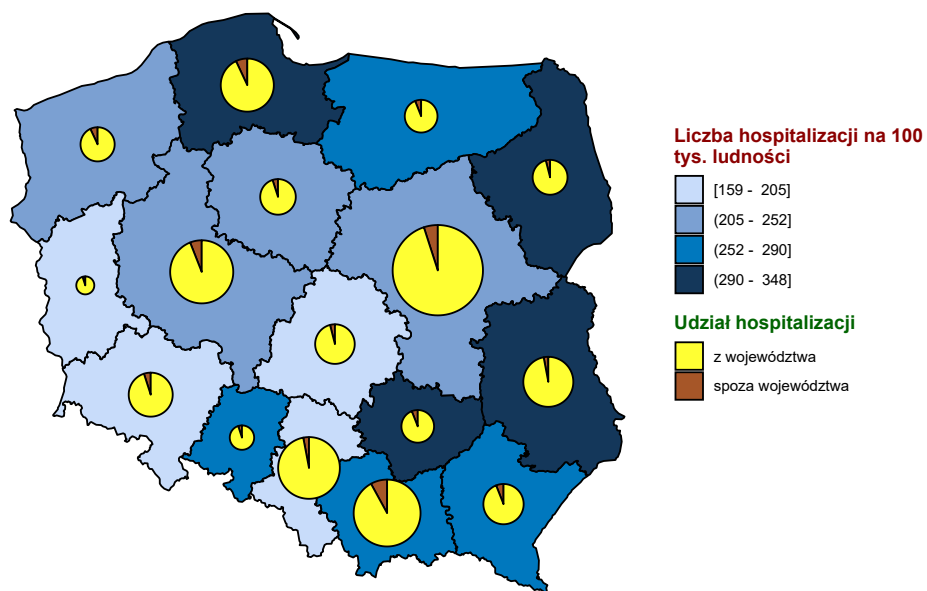 Liczba hospitalizacji na 100
tys. ludności
[159 - 205]
(205 - 252]
(252 - 290]
(290 - 348]
Udział hospitalizacji
z województwa
spoza województwa